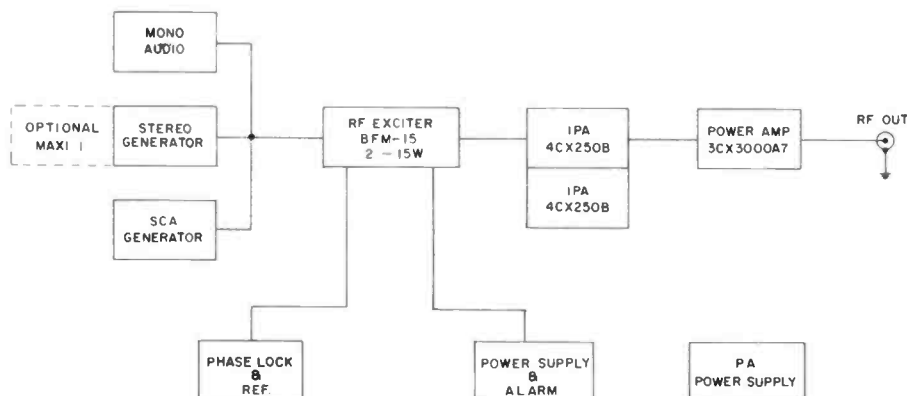 MONO
AUDIO
OPTIONAL
MAXI I
STEREO
GENERATOR
SCA
GENERATOR
RF EXCITER
BFM-15
2 - 15W
IPA
4CX250B
IPA
4CX250B
POWER AMP
3CX3000A7
RF OUT
PHASE LOCK
&
REF.
POWER SUPPLY
&
ALARM
PA
POWER SUPPLY